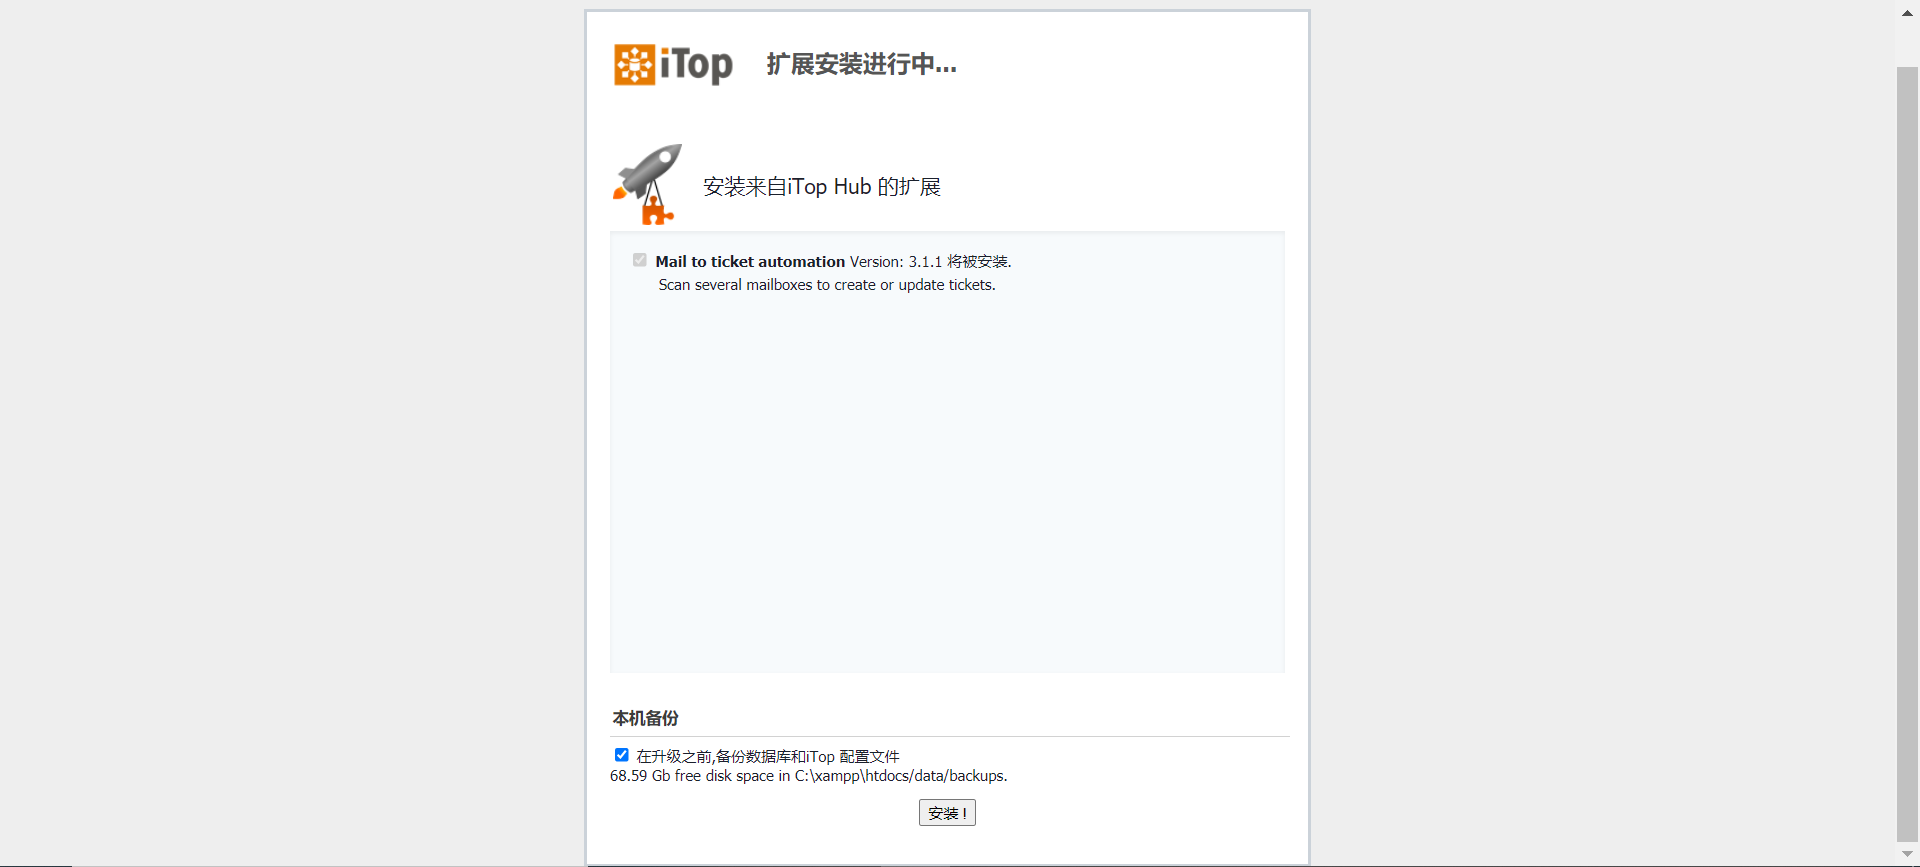 iTop 扩展安装进行中...
安装来自iTop Hub 的扩展
Mail to ticket automation Version: 3.1.1 将被安装.
Scan several mailboxes to create or update tickets.
本机备份
在升级之前,备份数据库和iTop 配置文件
68.59 Gb free disk space in C:\xampp\htdocs/data/backups.
安装 !